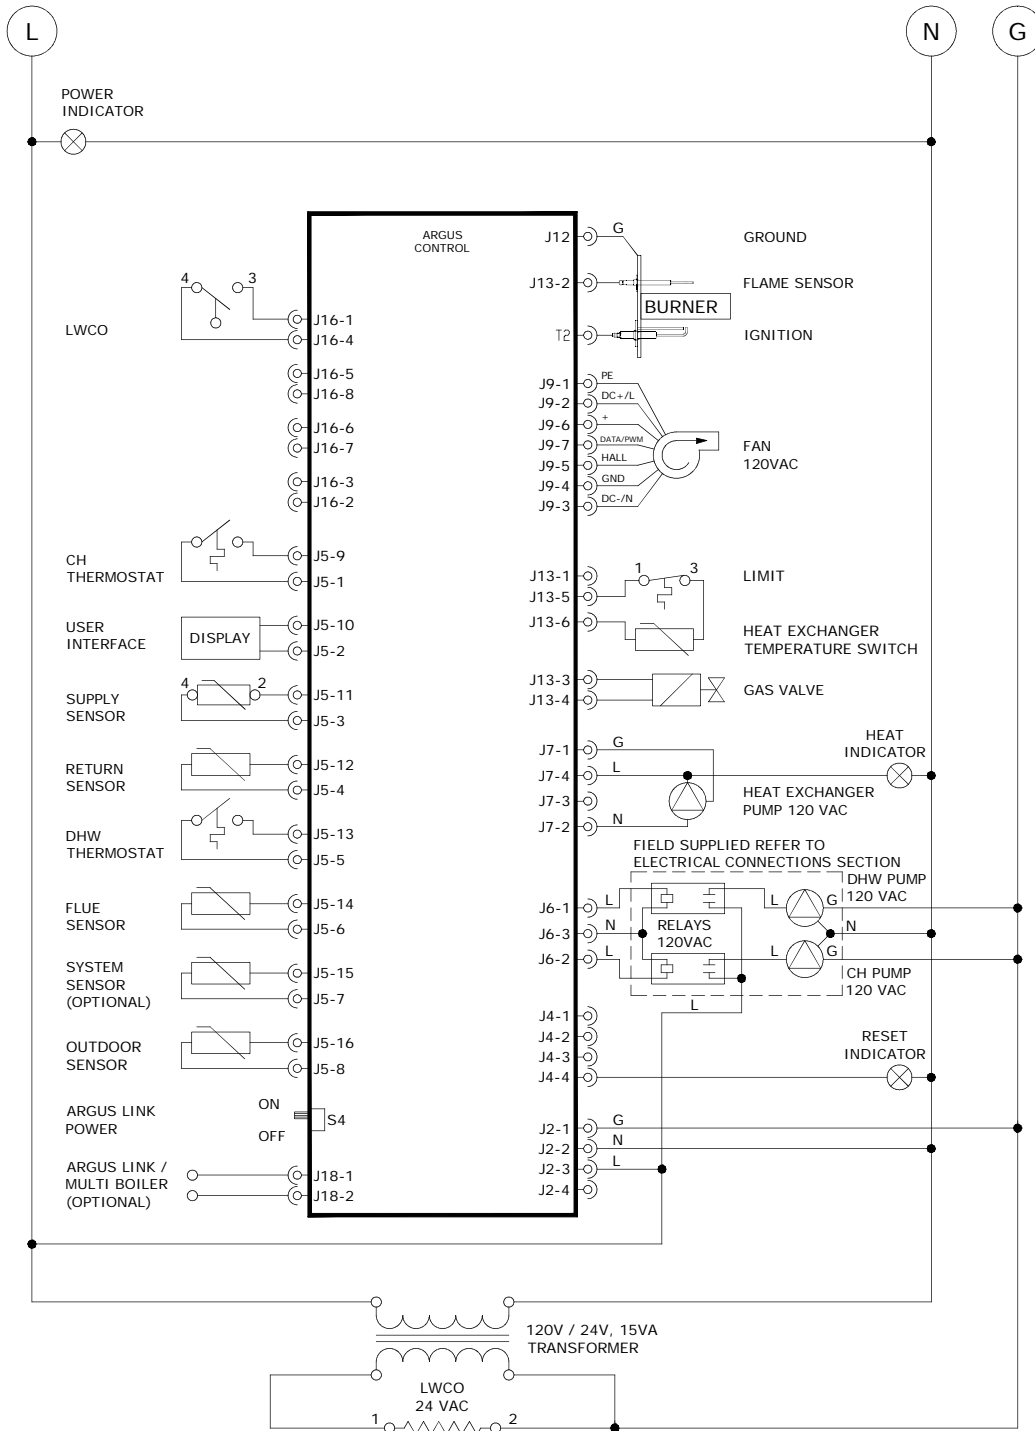 L
N
G
POWER
INDICATOR
ARGUS
CONTROL
4
3
LWCO
J16-1
J16-4
J16-5
J16-8
J16-6
J16-7
J16-3
J16-2
CH
THERMOSTAT
J5-9
J5-1
USER
INTERFACE
DISPLAY
J5-10
J5-2
SUPPLY
SENSOR
4
2
J5-11
J5-3
RETURN
SENSOR
J5-12
J5-4
DHW
THERMOSTAT
J5-13
J5-5
FLUE
SENSOR
J5-14
J5-6
SYSTEM
SENSOR
(OPTIONAL)
J5-15
J5-7
OUTDOOR
SENSOR
J5-16
J5-8
ARGUS LINK
POWER
ON
OFF
S4
ARGUS LINK /
MULTI BOILER
(OPTIONAL)
J18-1
J18-2
J12
G
GROUND
J13-2
FLAME SENSOR
BURNER
T2
IGNITION
J9-1
PE
J9-2
DC+/L
J9-6
+
J9-7
DATA/PWM
J9-5
HALL
J9-4
GND
J9-3
DC-/N
FAN
120VAC
J13-1
J13-5
J13-6
1
3
LIMIT
HEAT EXCHANGER
TEMPERATURE SWITCH
J13-3
J13-4
GAS VALVE
J7-1
G
J7-4
L
J7-3
J7-2
N
HEAT
INDICATOR
HEAT EXCHANGER
PUMP 120 VAC
FIELD SUPPLIED REFER TO
ELECTRICAL CONNECTIONS SECTION
DHW PUMP
120 VAC
J6-1
L
J6-3
N
J6-2
L
RELAYS
120VAC
L
G
N
L
G
CH PUMP
120 VAC
L
J4-1
J4-2
J4-3
J4-4
RESET
INDICATOR
J2-1
G
J2-2
N
J2-3
L
J2-4
120V / 24V, 15VA
TRANSFORMER
LWCO
24 VAC
1
2